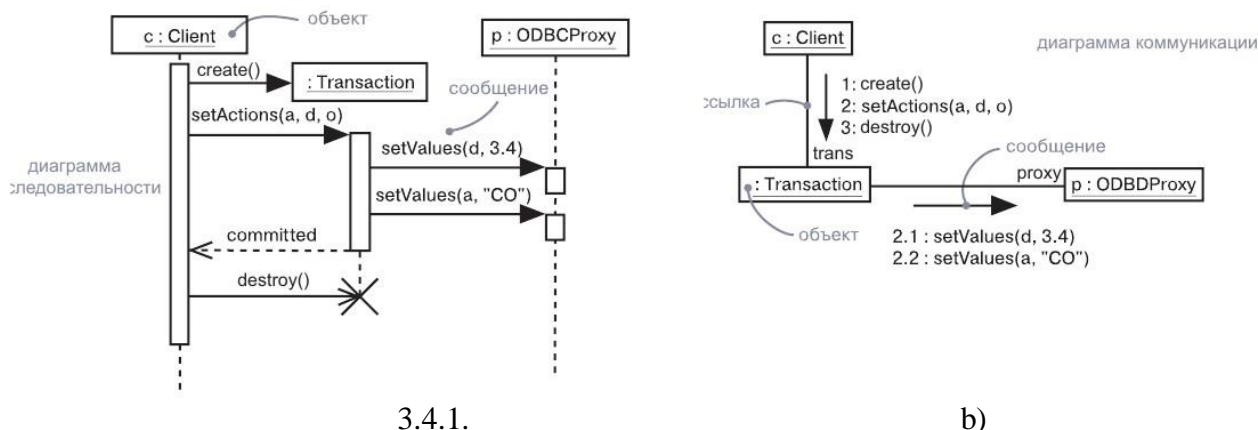 объект
c : Client
p : ODBCProxy
create()
: Transaction
сообщение
setActions(a, d, o)
setValues(d, 3.4)
диаграмма
следовательности
setValues(a, "CO")
committed
destroy()
3.4.1.
c : Client
диаграмма коммуникации
1: create()
ссылка
2: setActions(a, d, o)
3: destroy()
trans
сообщение
: Transaction
proxy
p : ODBDProxy
объект
2.1 : setValues(d, 3.4)
2.2 : setValues(a, "CO")
b)